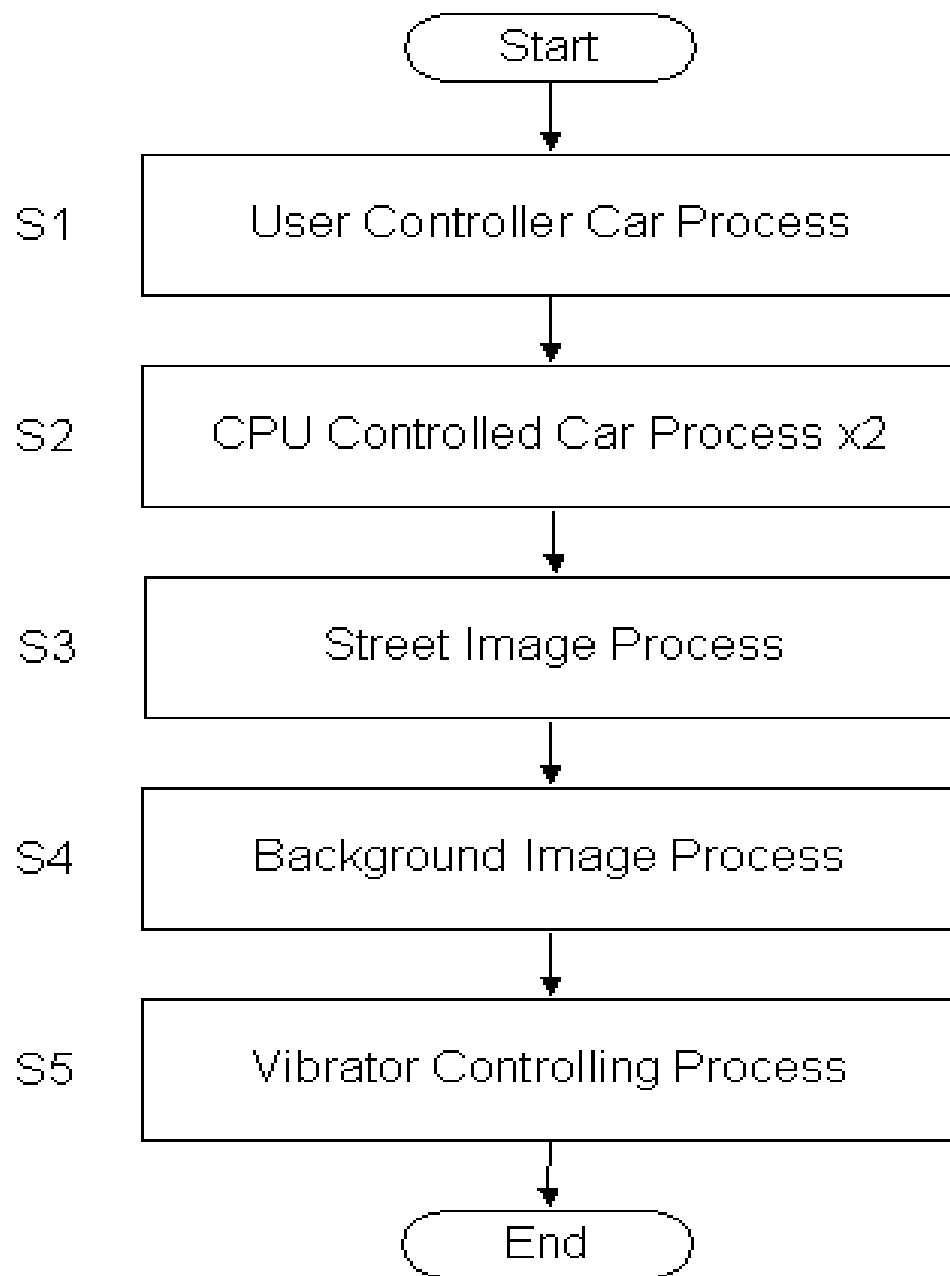 Start
S1
User Controller Car Process
S2
CPU Controlled Car Process x2
S3
Street Image Process
S4
Background Image Process
S5
Vibrator Controlling Process
End